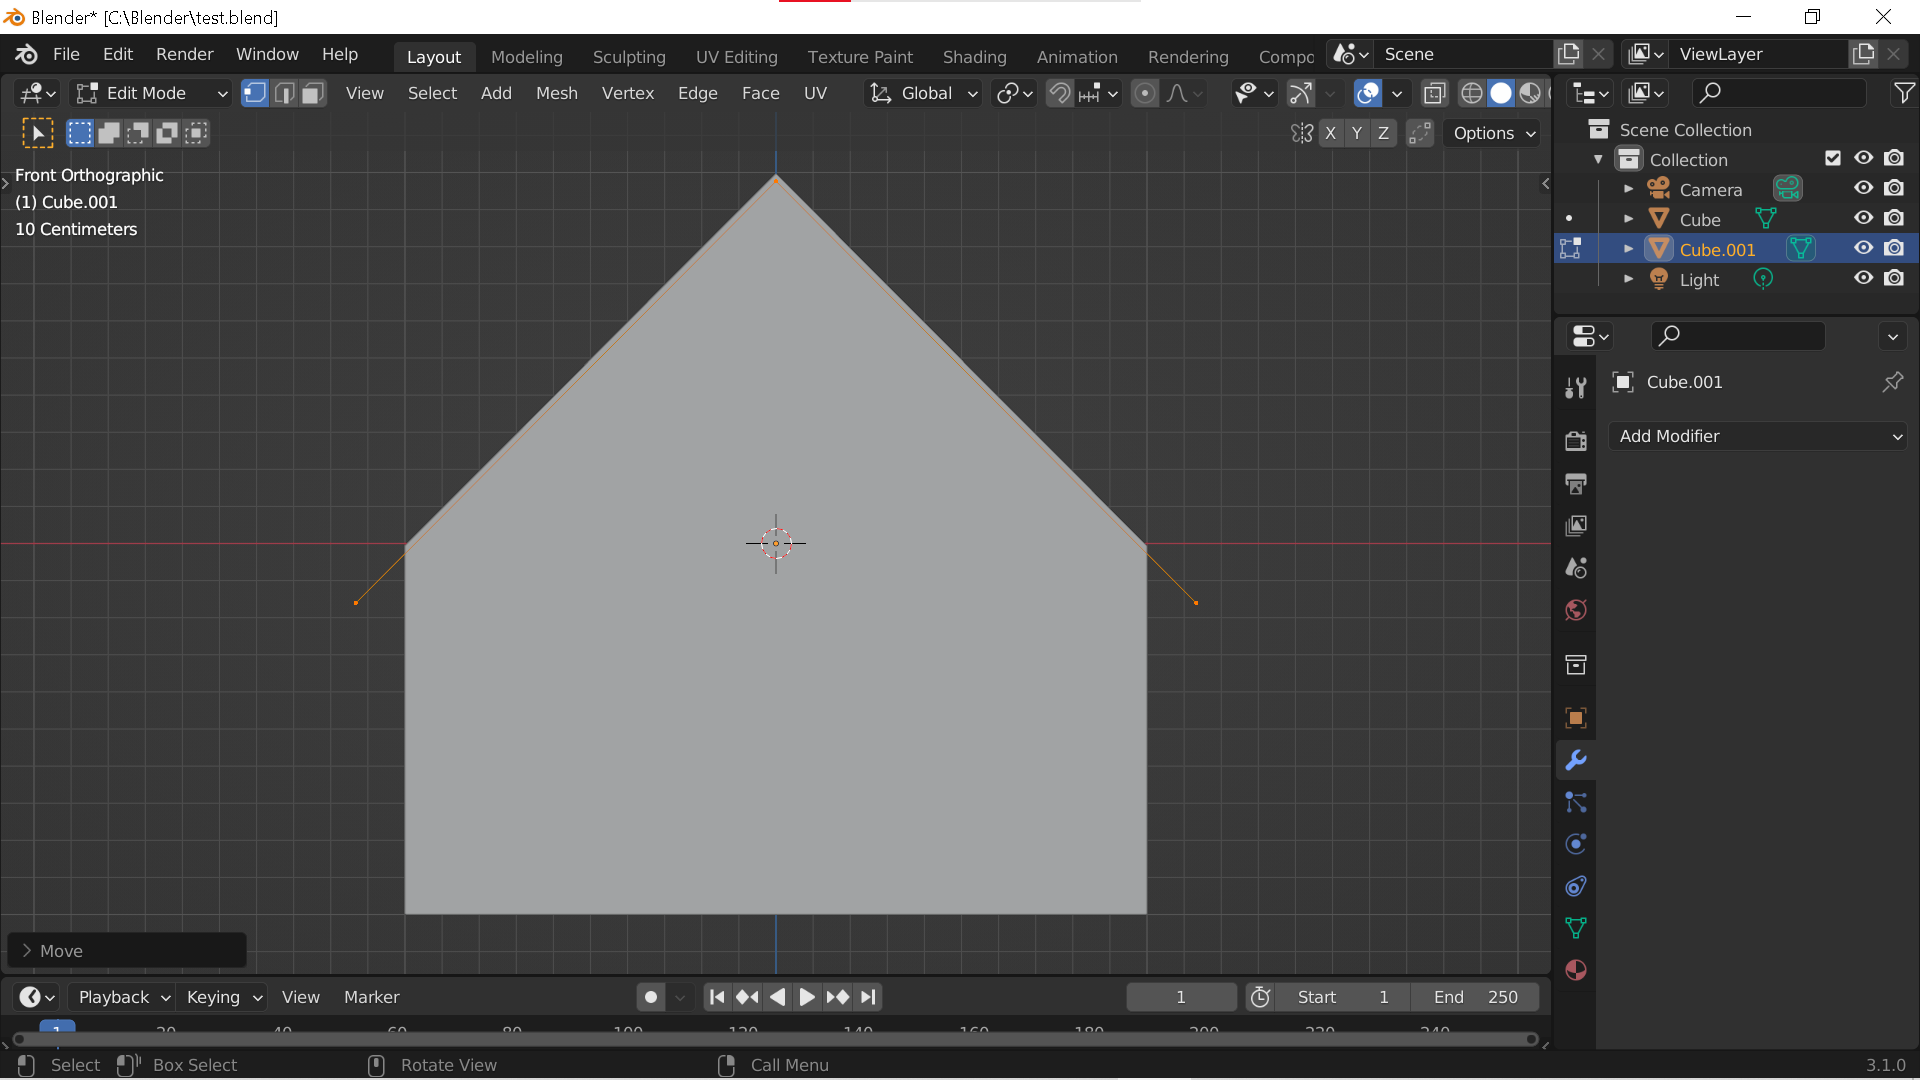 Blender* [C:\Blender\test.blend]
File Edit Render Window Help Layout Modeling Sculpting UV Editing Texture Paint Shading Animation Rendering Compo Scene ViewLayer
Edit Mode View Select Add Mesh Vertex Edge Face UV Global
X Y Z Options
Front Orthographic
(1) Cube.001
10 Centimeters
Scene Collection
Collection
Camera
Cube
Cube.001
Light
Cube.001
Add Modifier
Move
Playback Keying View Marker 1 Start 1 End 250
1 20 40 60 80 100 120 140 160 180 200 220 240
Select Box Select Rotate View Call Menu 3.1.0